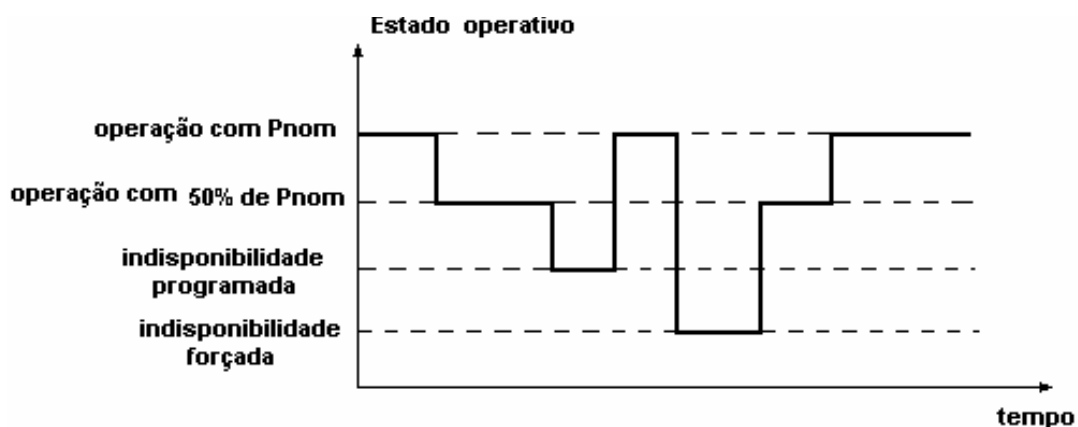 Estado operativo
operação com Pnom
operação com 50% de Pnom
indisponibilidade
programada
indisponibilidade
forçada
tempo